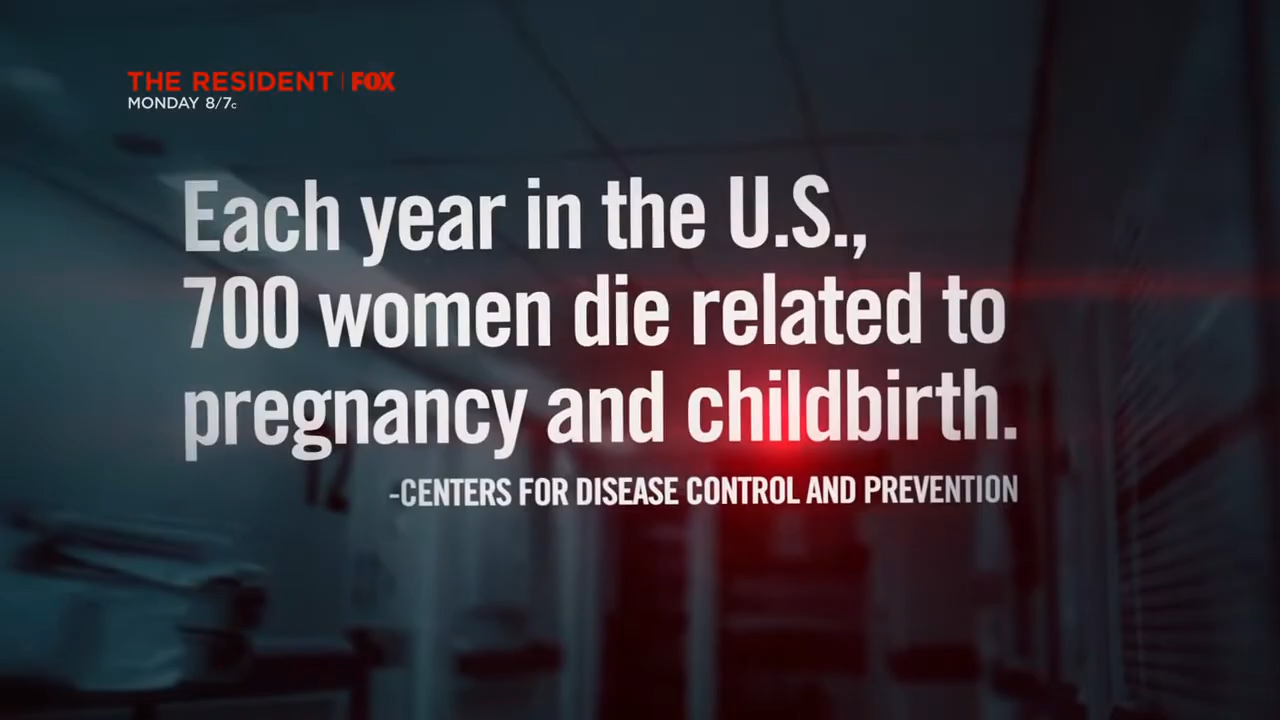 THE RESIDENT | FOX
MONDAY 8/7c
Each year in the U.S.,
700 women die related to
pregnancy and childbirth.
-CENTERS FOR DISEASE CONTROL AND PREVENTION